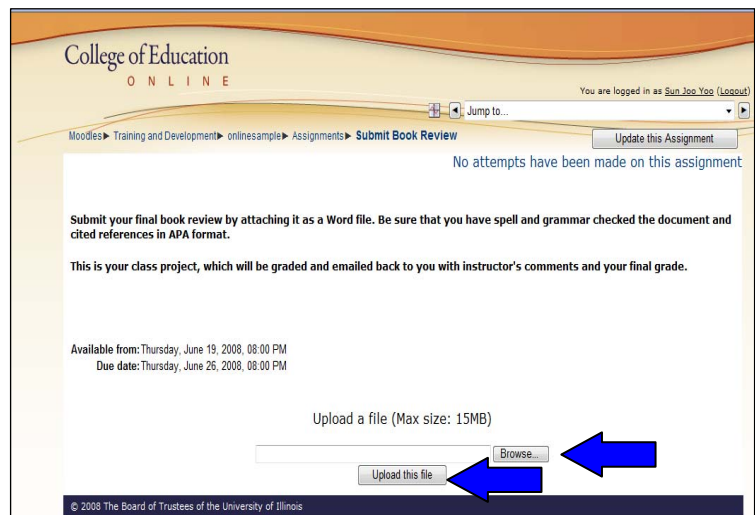 College of Education
ONLINE
You are logged in as Sun Joo Yoo (Logout)
Jump to...
Moodles► Training and Development► onlinesample► Assignments► Submit Book Review
Update this Assignment
No attempts have been made on this assignment
Submit your final book review by attaching it as a Word file. Be sure that you have spell and grammar checked the document and
cited references in APA format.
This is your class project, which will be graded and emailed back to you with instructor's comments and your final grade.
Available from: Thursday, June 19, 2008, 08:00 PM
Due date: Thursday, June 26, 2008, 08:00 PM
Upload a file (Max size: 15MB)
Browse...
Upload this file
© 2008 The Board of Trustees of the University of Illinois